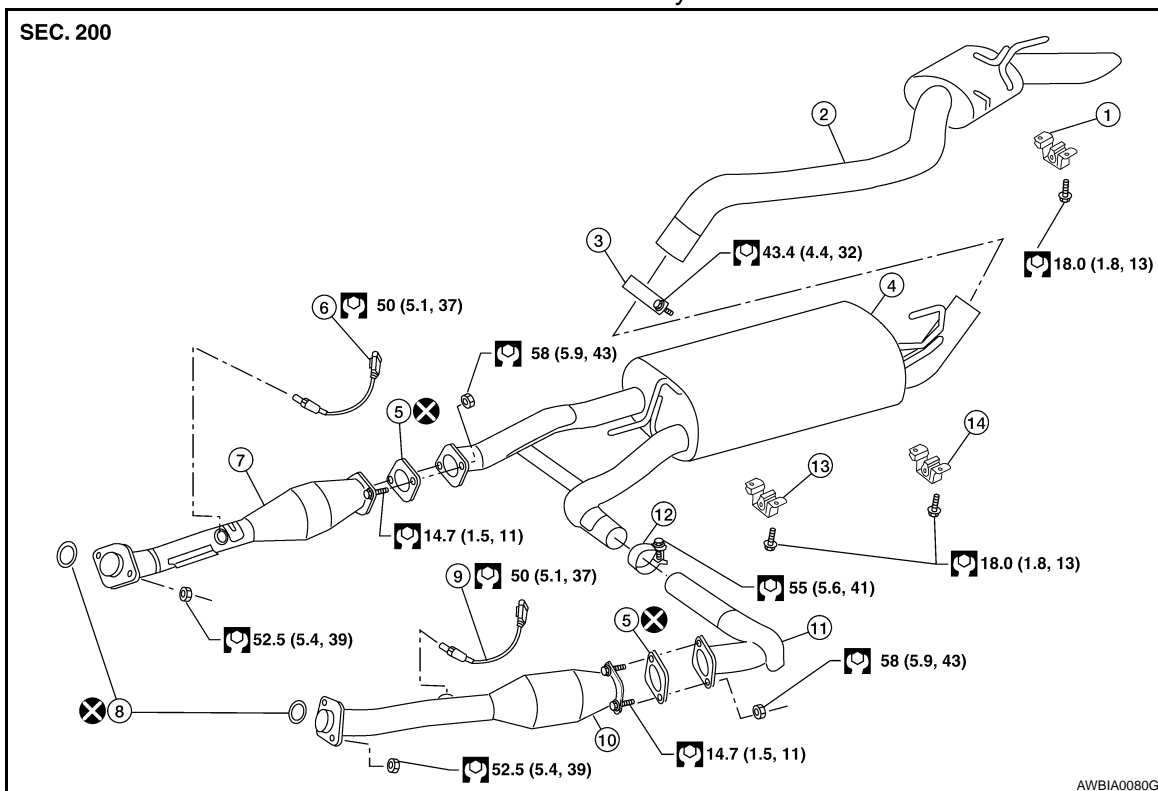 SEC. 200
1
2
3
43.4 (4.4, 32)
18.0 (1.8, 13)
4
6
50 (5.1, 37)
58 (5.9, 43)
5
14
7
13
12
14.7 (1.5, 11)
18.0 (1.8, 13)
9
50 (5.1, 37)
55 (5.6, 41)
5
11
52.5 (5.4, 39)
58 (5.9, 43)
8
10
14.7 (1.5, 11)
52.5 (5.4, 39)
AWBIA0080G